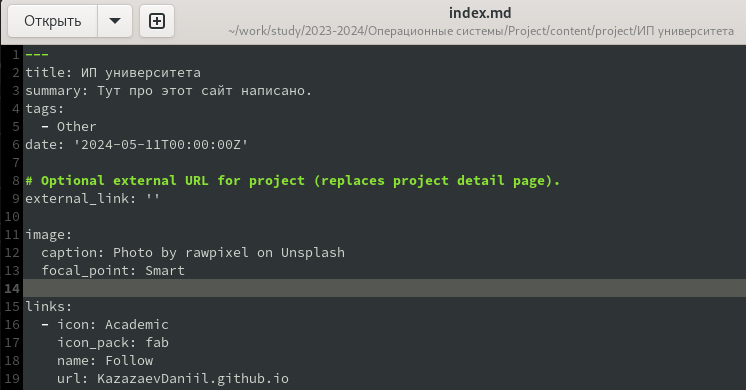 Открыть
index.md
~/work/study/2023-2024/Операционные системы/Project/content/project/ИП университета
1 ---
2 title: ИП университета
3 summary: Тут про этот сайт написано.
4 tags:
5   - Other
6 date: '2024-05-11T00:00:00Z'
7
8 # Optional external URL for project (replaces project detail page).
9 external_link: ''
10
11 image:
12   caption: Photo by rawpixel on Unsplash
13   focal_point: Smart
14
15 links:
16   - icon: Academic
17     icon_pack: fab
18     name: Follow
19     url: KazazaevDaniil.github.io